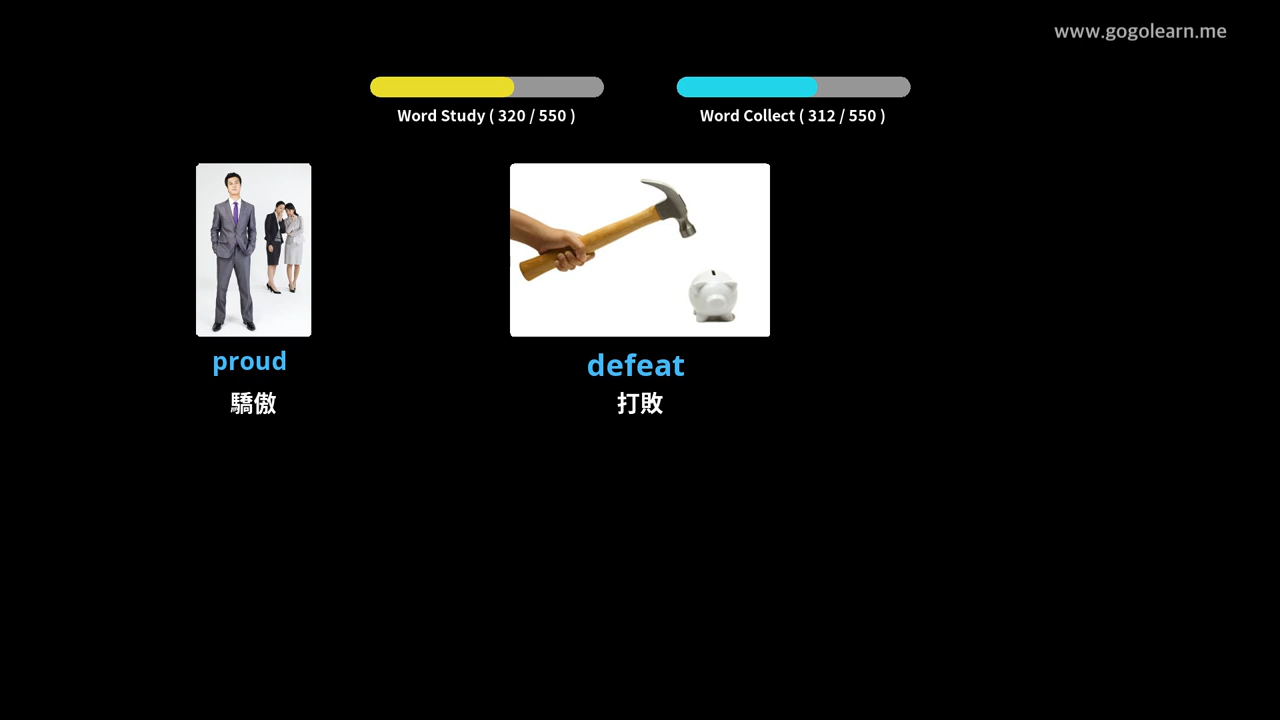 www.gogolearn.me
Word Study ( 320 / 550 )
Word Collect ( 312 / 550 )
proud
驕傲
defeat
打敗